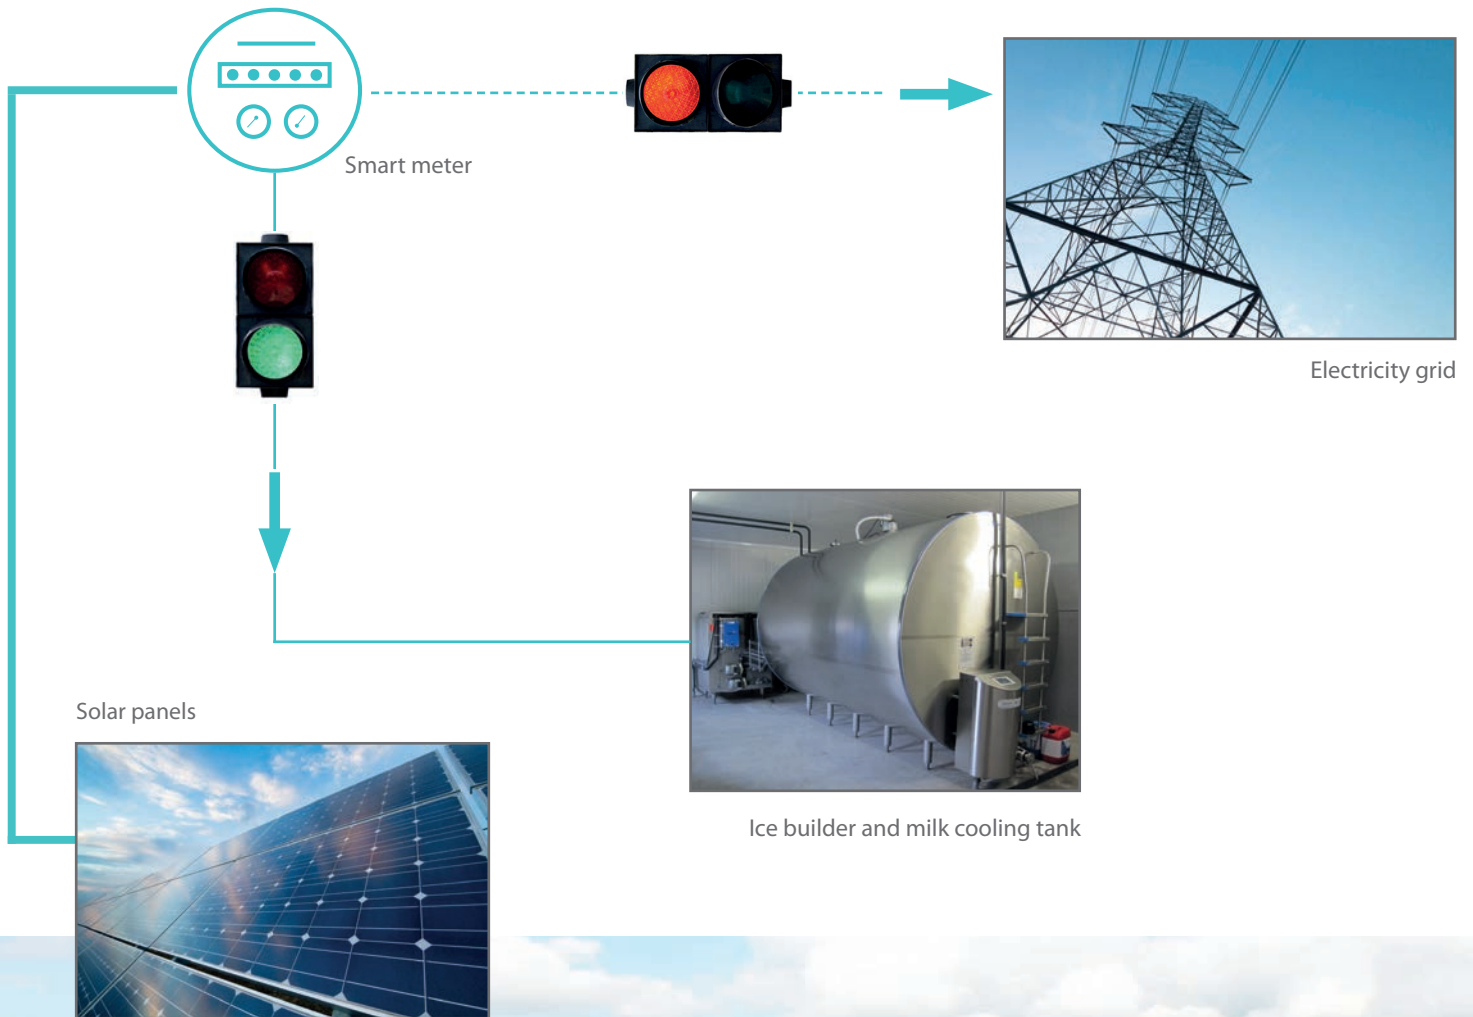 Smart meter
Electricity grid
Solar panels
Ice builder and milk cooling tank